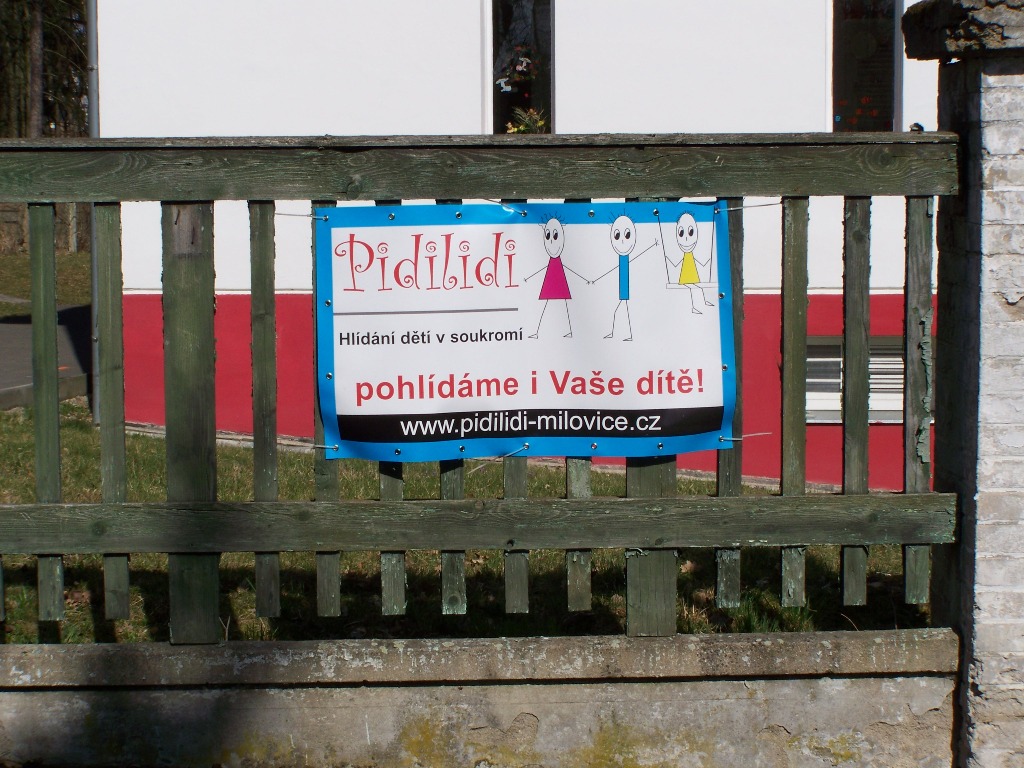 Pidilidi
Hlídání dětí v soukromí
pohlídáme i Vaše dítě!
www.pidilidi-milovice.cz